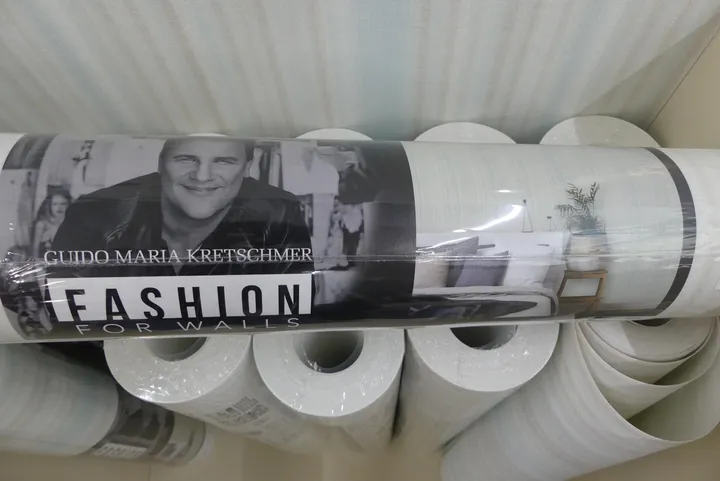 GUIDO MARIA KRETSCHMER
FASHION
FOR WALLS